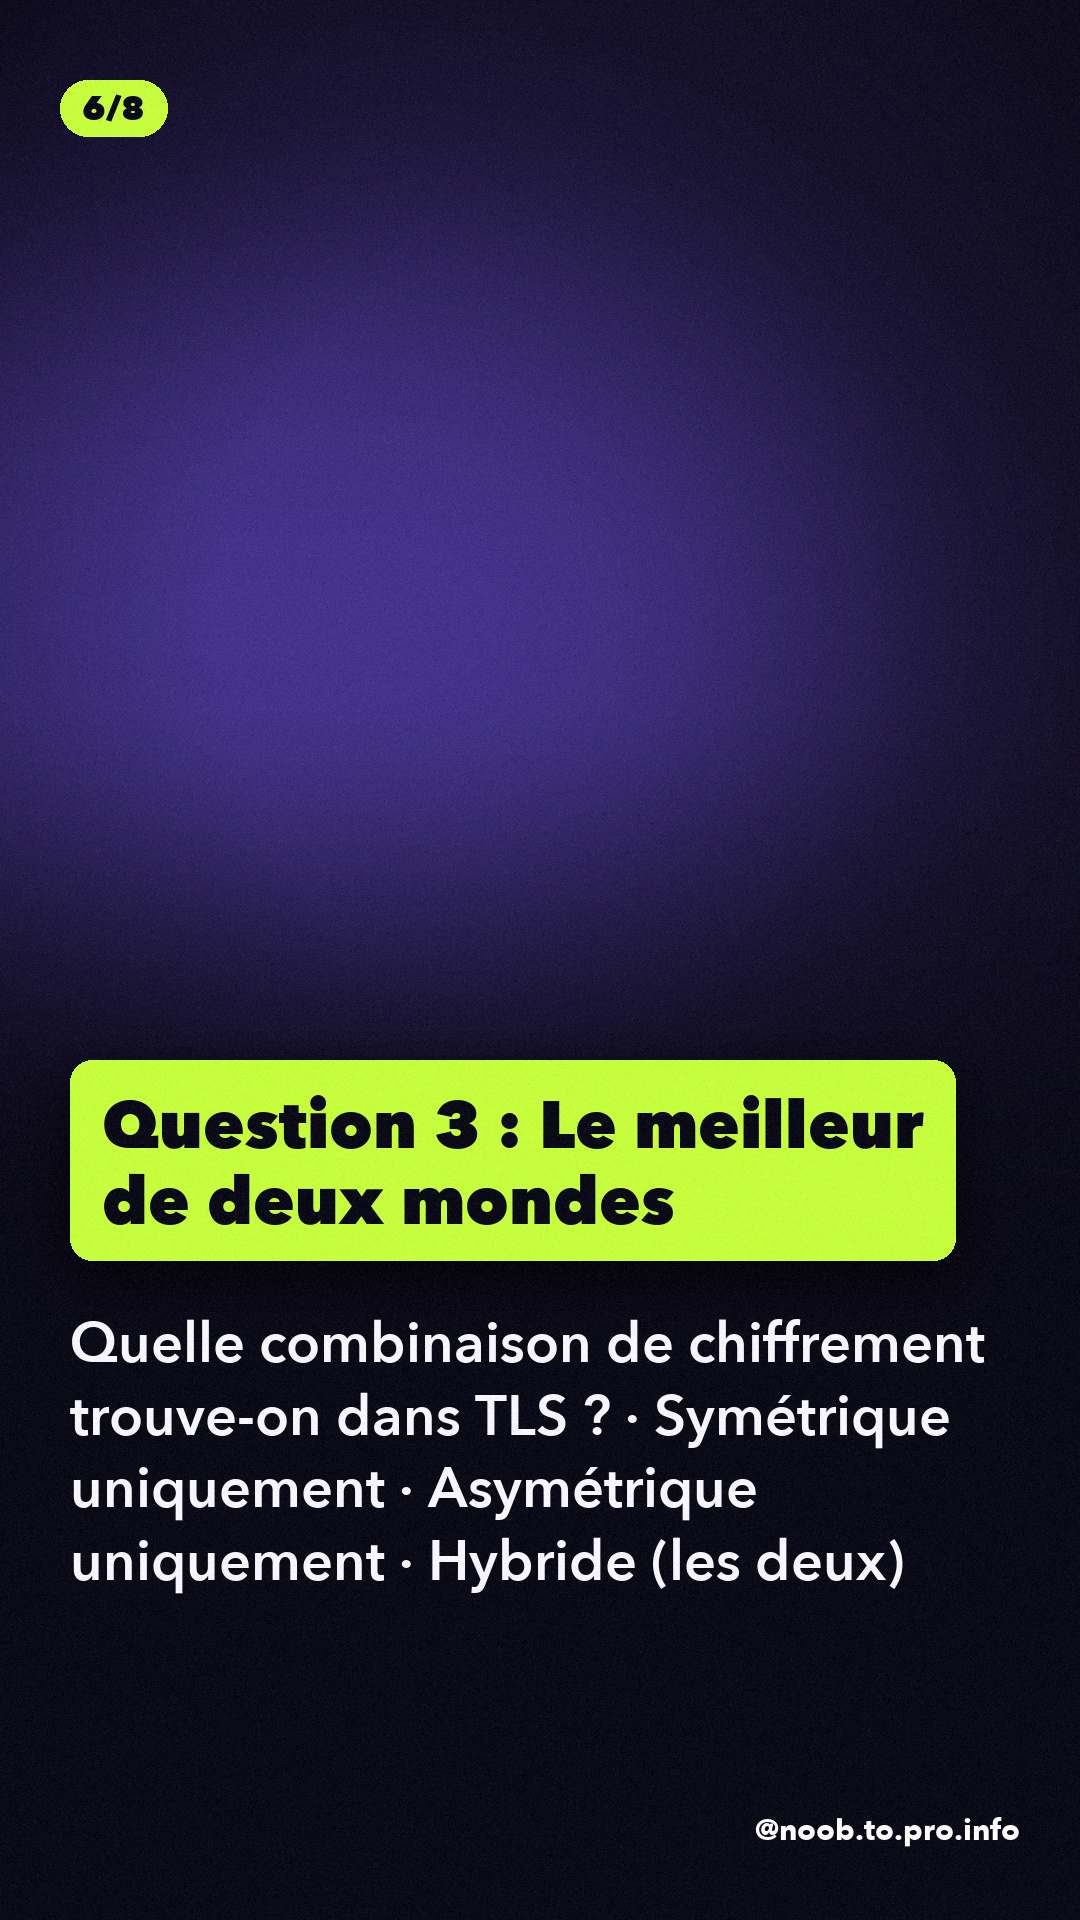 6/8
Question 3 : Le meilleur
de deux mondes
Quelle combinaison de chiffrement
trouve-on dans TLS ? · Symétrique
uniquement · Asymétrique
uniquement · Hybride (les deux)
@noob.to.pro.info